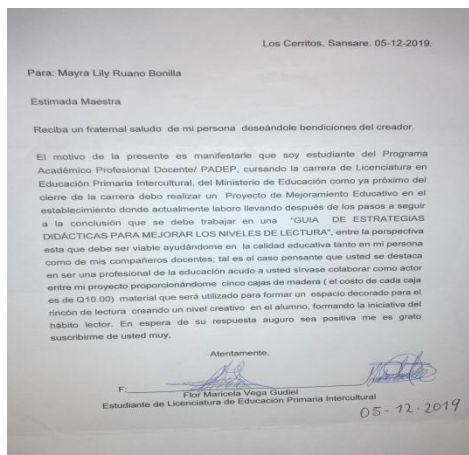 Los Cerritos, Sansare. 05-12-2019.
Para: Mayra Lily Ruano Bonilla
Estimada Maestra
Reciba un fraternal saludo de mi persona deseándole bendiciones del creador.
El motivo de la presente es manifestarle que soy estudiante del Programa
Académico Profesional Docente/ PADEP, cursando la carrera de Licenciatura en
Educación Primaria Intercultural, del Ministerio de Educación como ya próximo del
cierre de la carrera debo realizar un Proyecto de Mejoramiento Educativo en el
establecimiento donde actualmente laboro llevando después de los pasos a seguir
a la conclusión que se debe trabajar en una "GUIA DE ESTRATEGIAS
DIDÁCTICAS PARA MEJORAR LOS NIVELES DE LECTURA", entre la perspectiva
esta que debe ser viable ayudándome en la calidad educativa tanto en mi persona
como de mis compañeros docentes; tal es el caso pensante que usted se destaca
en ser una profesional de la educación acudo a usted sírvase colaborar como actor
entre mi proyecto proporcionándome cinco cajas de madera ( el costo de cada caja
es de Q10.00) material que será utilizado para formar un espacio decorado para el
rincón de lectura creando un nivel creativo en el alumno, formando la iniciativa del
hábito lector. En espera de su respuesta auguro sea positiva me es grato
suscribirme de usted muy,
Atentamente,
F:
Flor Maricela Vega Gudiel
Estudiante de Licenciatura de Educación Primaria Intercultural
05-12-2019